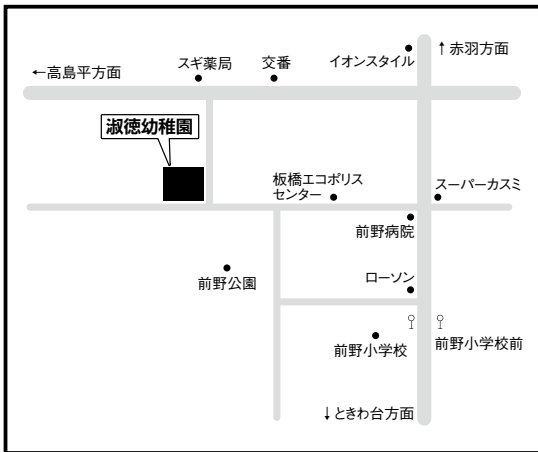 イオンスタイル
↑赤羽方面
スギ薬局
交番
←高島平方面
淑徳幼稚園
板橋エコポリス
センター
スーパーカスミ
前野病院
前野公園
ローソン
前野小学校
前野小学校前
↓ときわ台方面